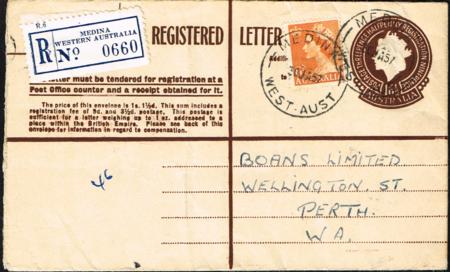 R.6
MEDINA
WESTERN AUSTRALIA
R No. 0660
REGISTERED LETTER
letter must be tendered for registration at a
Post Office counter and a receipt obtained for it.
The price of this envelope is 1s. 1½d. This sum includes a
registration fee of 9d. and 3½d. postage. This postage is
sufficient for a letter weighing up to 1 oz. addressed to a
place within the British Empire. Please see back of this
envelope for information in regard to compensation.
MEDINA
WEST-AUST
AUSTRALIA
46
BOANS LIMITED
WELLINGTON. ST.
PERTH.
W.A.